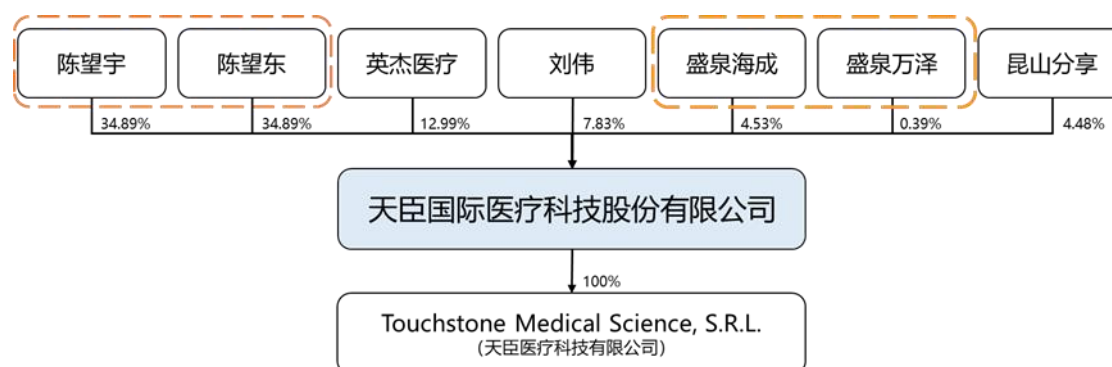 陈望宇
陈望东
英杰医疗
刘伟
盛泉海成
盛泉万泽
昆山分享
34.89%
34.89%
12.99%
7.83%
4.53%
0.39%
4.48%
天臣国际医疗科技股份有限公司
100%
Touchstone Medical Science, S.R.L.
(天臣医疗科技有限公司)